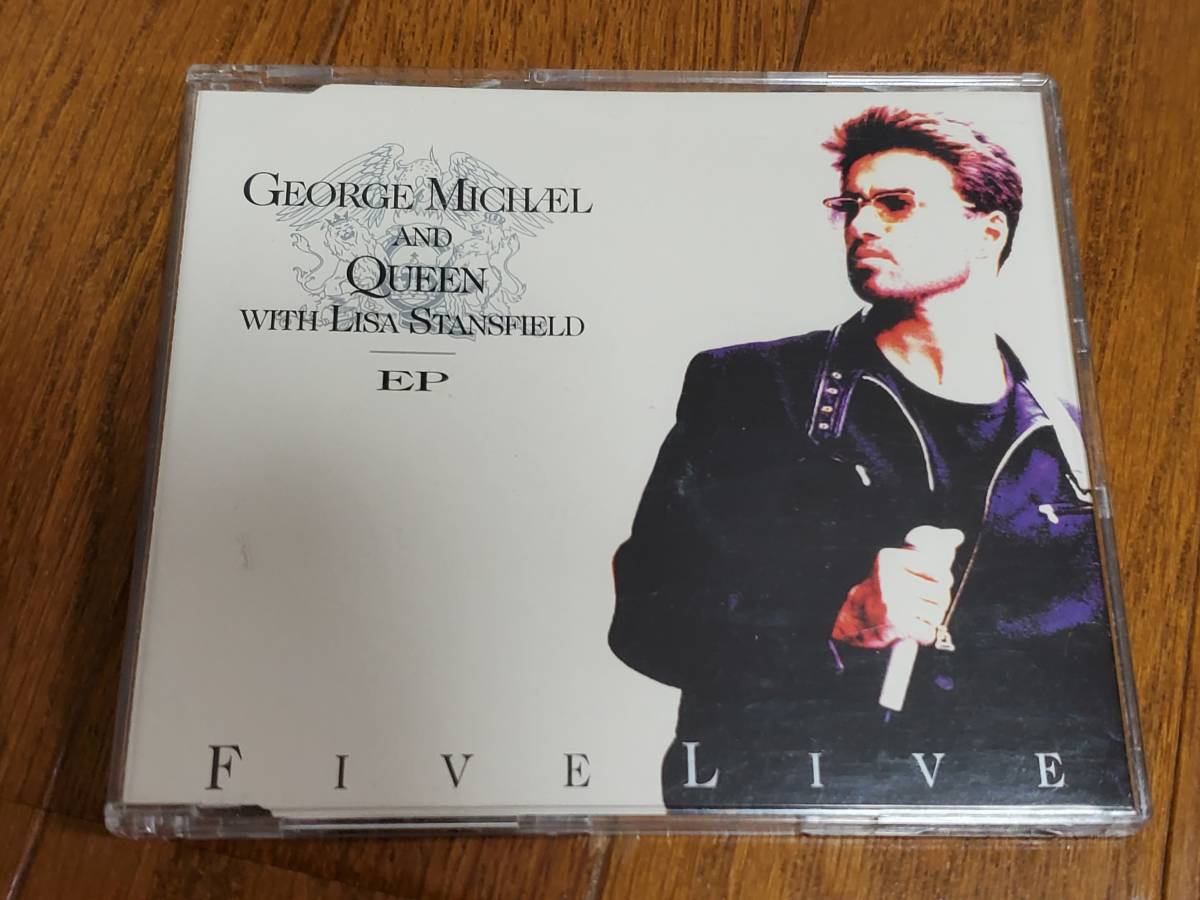 GEORGE MICHÆL
AND
QUEEN
WITH LISA STANSFIELD
EP
FIVE LIVE